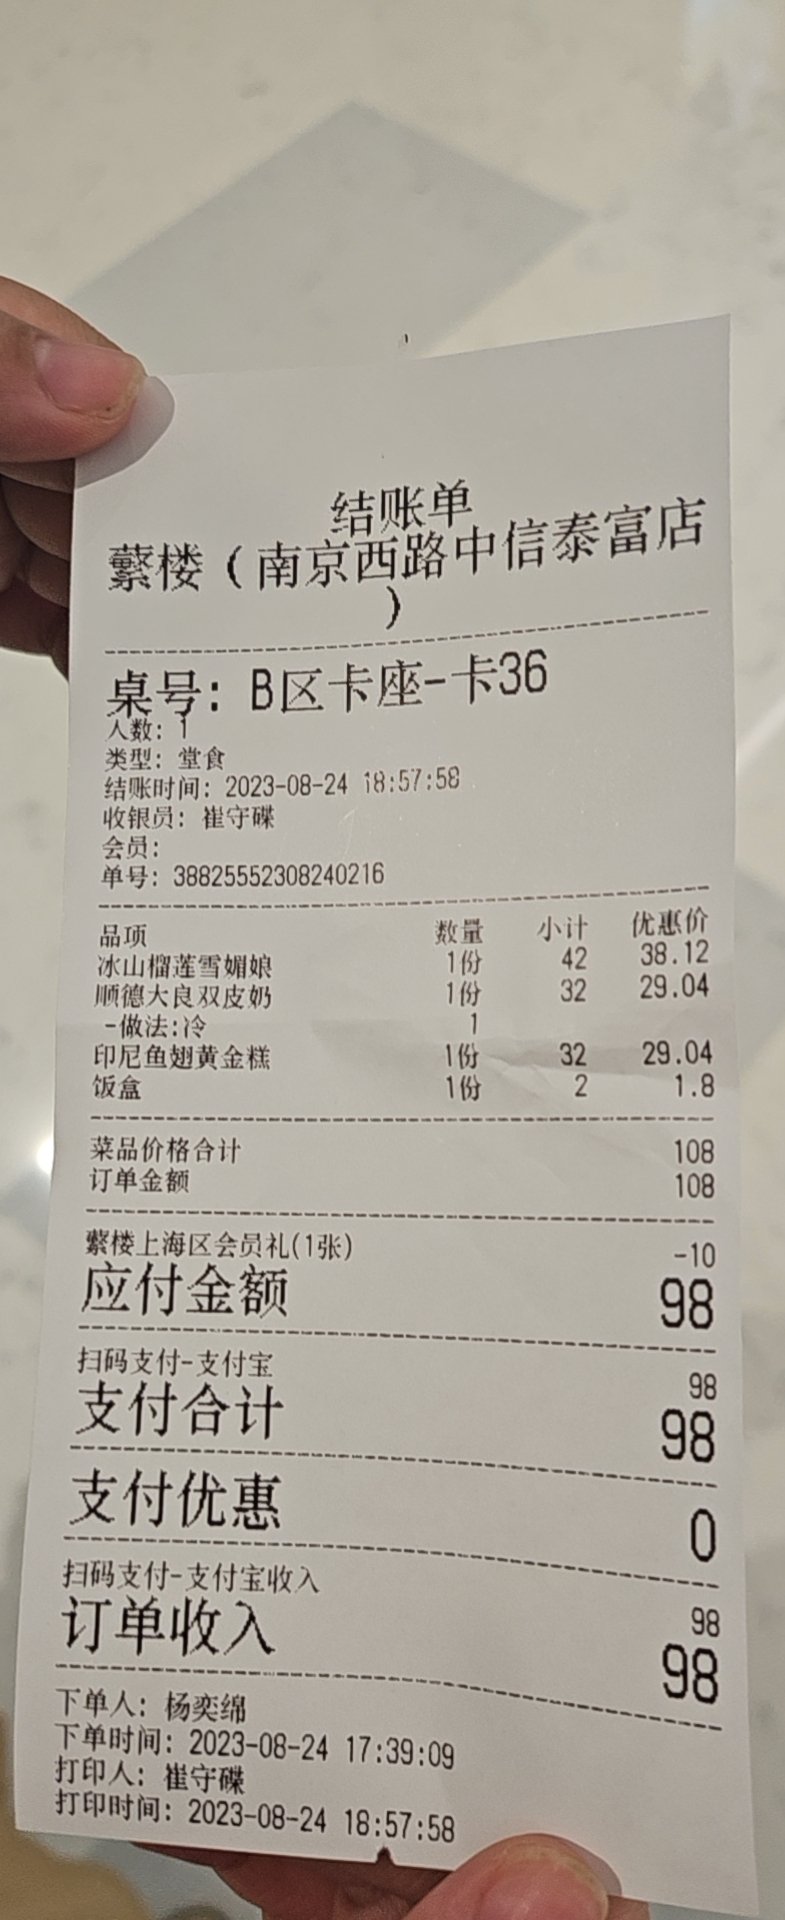 结账单
蘩楼（南京西路中信泰富店
）
桌号: B区卡座-卡36
人数: 1
类型: 堂食
结账时间: 2023-08-24 18:57:58
收银员: 崔守碟
会员:
单号: 38825552308240216
品项 数量 小计 优惠价
冰山榴莲雪媚娘 1份 42 38.12
顺德大良双皮奶 1份 32 29.04
-做法:冷 1
印尼鱼翅黄金糕 1份 32 29.04
饭盒 1份 2 1.8
菜品价格合计 108
订单金额 108
蘩楼上海区会员礼(1张) -10
应付金额 98
扫码支付-支付宝 98
支付合计 98
支付优惠 0
扫码支付-支付宝收入 98
订单收入 98
下单人: 杨奕绵
下单时间: 2023-08-24 17:39:09
打印人: 崔守碟
打印时间: 2023-08-24 18:57:58